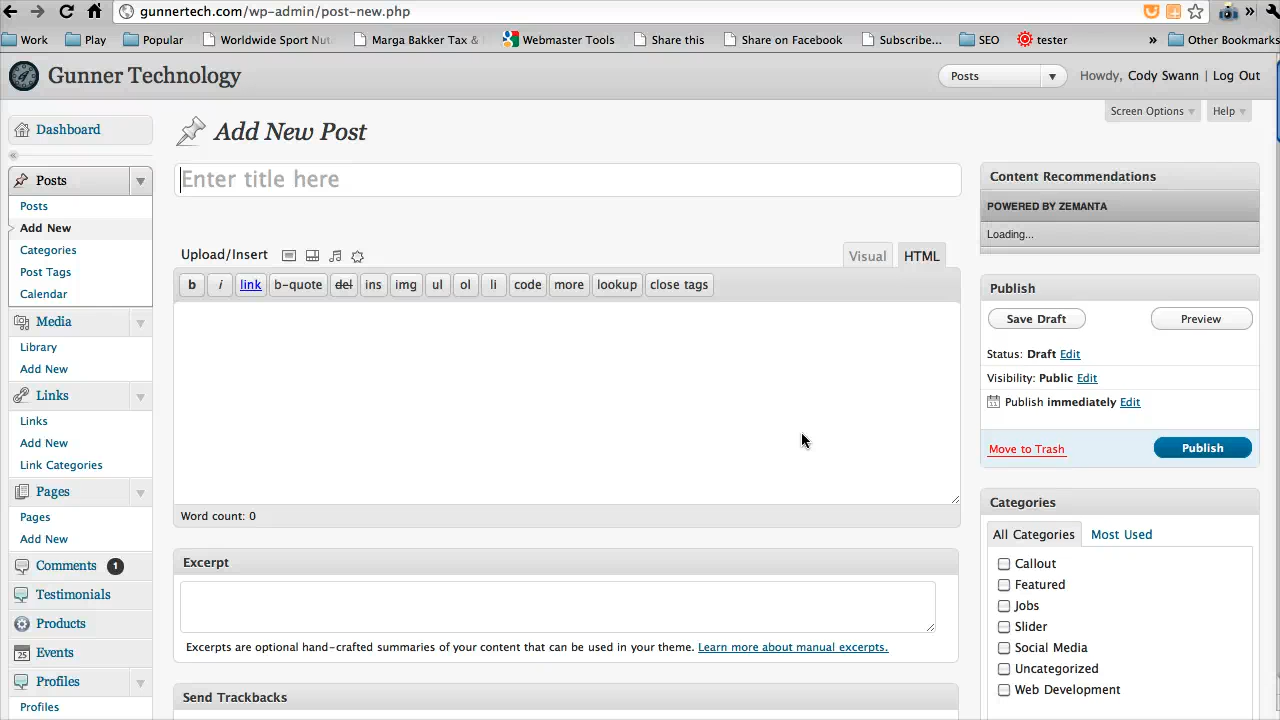 gunnertech.com/wp-admin/post-new.php
Work Play Popular Worldwide Sport Nut Marga Bakker Tax & Webmaster Tools Share this Share on Facebook Subscribe... SEO tester » Other Bookmarks
Gunner Technology
Posts
Howdy, Cody Swann | Log Out
Screen Options Help
Dashboard
Posts
Posts
Add New
Categories
Post Tags
Calendar
Media
Library
Add New
Links
Links
Add New
Link Categories
Pages
Pages
Add New
Comments 1
Testimonials
Products
25 Events
Profiles
Profiles
Add New Post
Enter title here
Upload/Insert
Visual HTML
b i link b-quote del ins img ul ol li code more lookup close tags
Word count: 0
Excerpt
Excerpts are optional hand-crafted summaries of your content that can be used in your theme. Learn more about manual excerpts.
Send Trackbacks
Content Recommendations
POWERED BY ZEMANTA
Loading...
Publish
Save Draft Preview
Status: Draft Edit
Visibility: Public Edit
Publish immediately Edit
Move to Trash Publish
Categories
All Categories Most Used
Callout
Featured
Jobs
Slider
Social Media
Uncategorized
Web Development